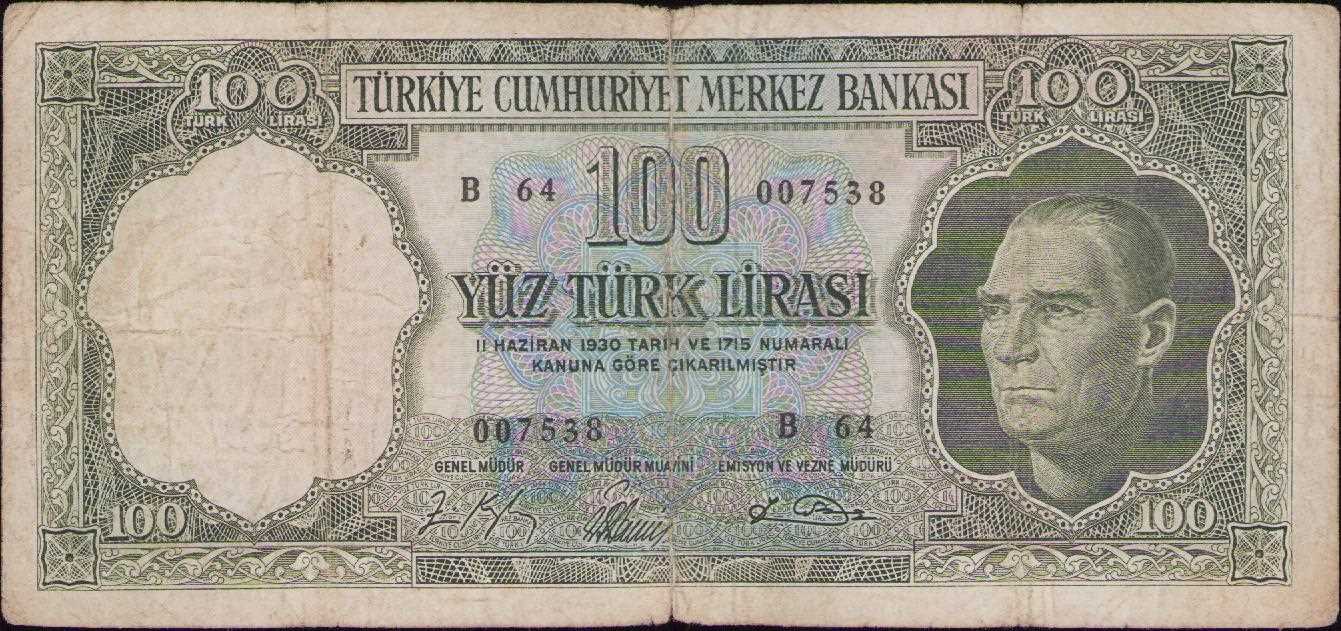 100 TÜRK LİRASI
TÜRKİYE CUMHURİYET MERKEZ BANKASI
100 TÜRK LİRASI
B 64 100 007538
YÜZ TÜRK LİRASI
11 HAZİRAN 1930 TARİH VE 1715 NUMARALI
KANUNA GÖRE ÇIKARILMIŞTIR
007538 B 64
GENEL MÜDÜR GENEL MÜDÜR MUAVİNİ EMİSYON VE VEZNE MÜDÜRÜ
100 100